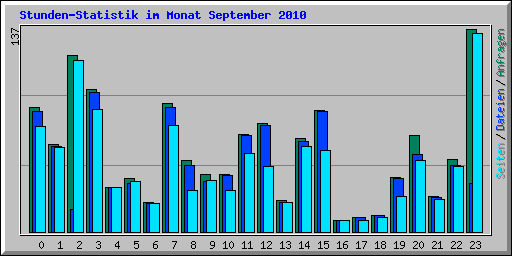 Stunden-Statistik im Monat September 2010
137
Seiten/Dateien/Anfragen
0 1 2 3 4 5 6 7 8 9 10 11 12 13 14 15 16 17 18 19 20 21 22 23